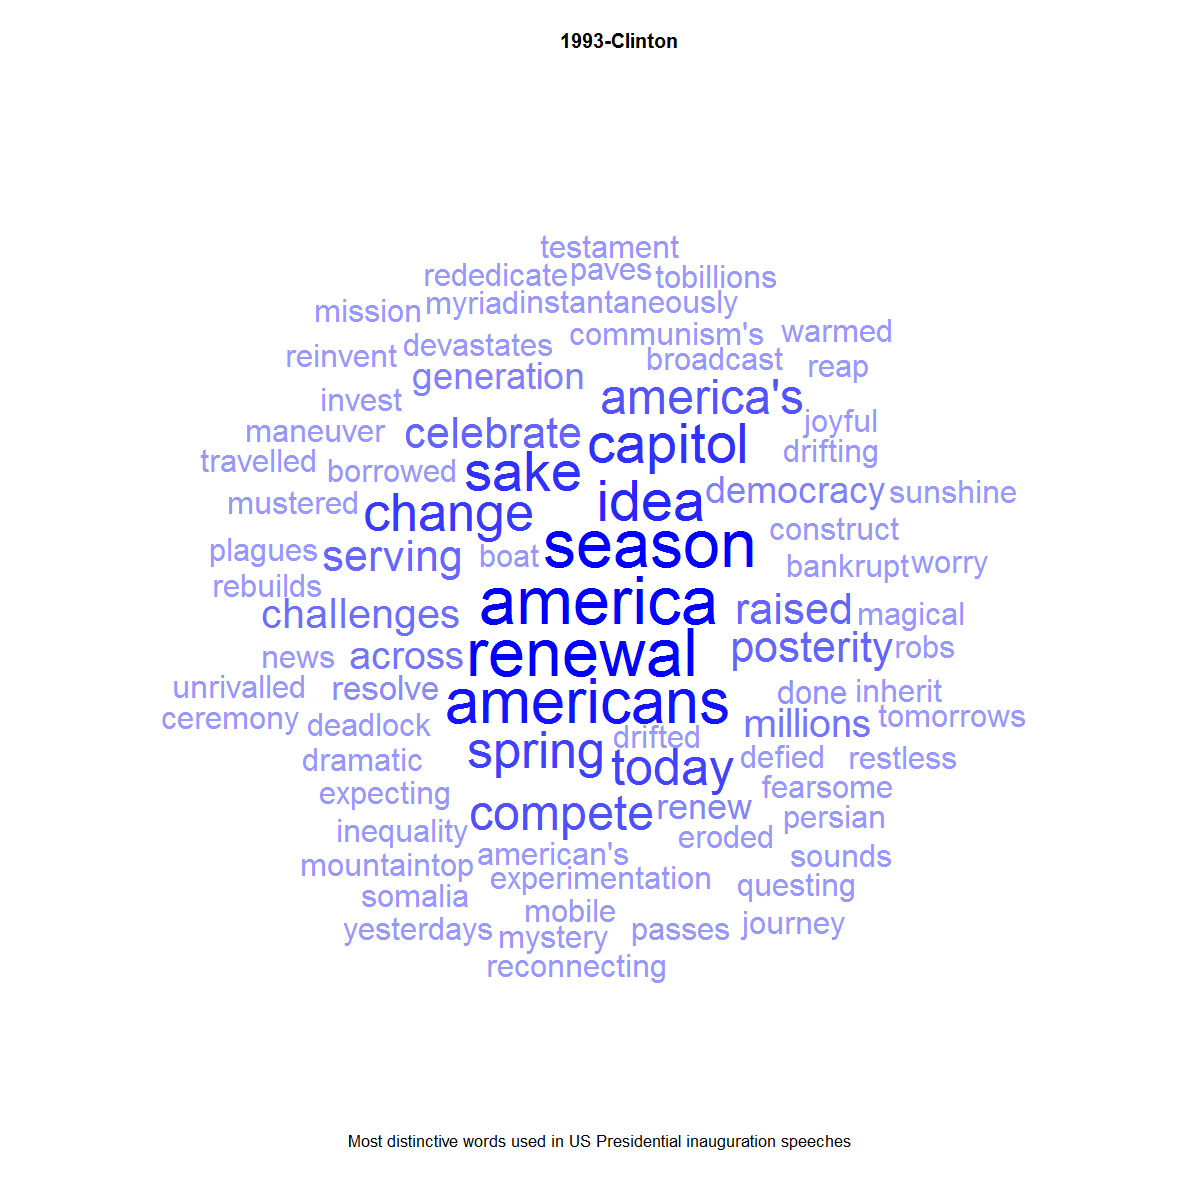 1993-Clinton
testament
rededicate paves tobillions
mission myriad instantaneously
communism's warmed
reinvent devastates broadcast reap
generation
invest america's
maneuver celebrate capitol joyful
travelled borrowed sake drifting
mustered change idea democracy sunshine
construct
plagues serving boat season bankrupt worry
rebuilds
challenges america raised magical
news across renewal posterity robs
unrivalled resolve americans done inherit
ceremony deadlock millions tomorrows
drifted
dramatic spring today defied restless
expecting fearsome
inequality compete renew persian
eroded
mountaintop american's sounds
somalia experimentation questing
yesterdays mobile passes journey
mystery
reconnecting
Most distinctive words used in US Presidential inauguration speeches